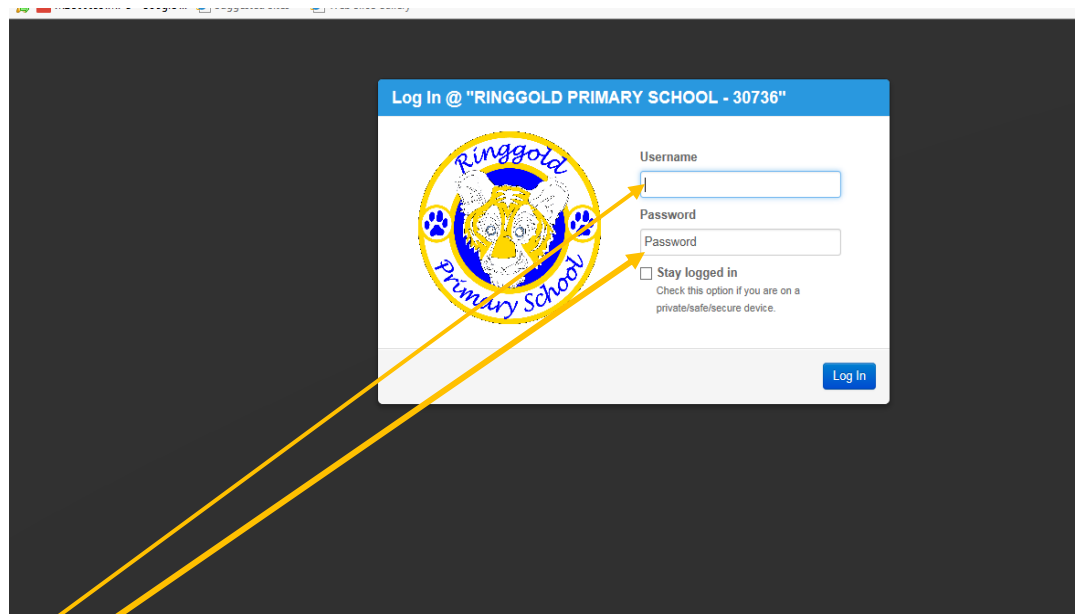 Log In @ "RINGGOLD PRIMARY SCHOOL - 30736"
Ringgold
Primary School
Username
Password
Password
Stay logged in
Check this option if you are on a
private/safe/secure device.
Log In